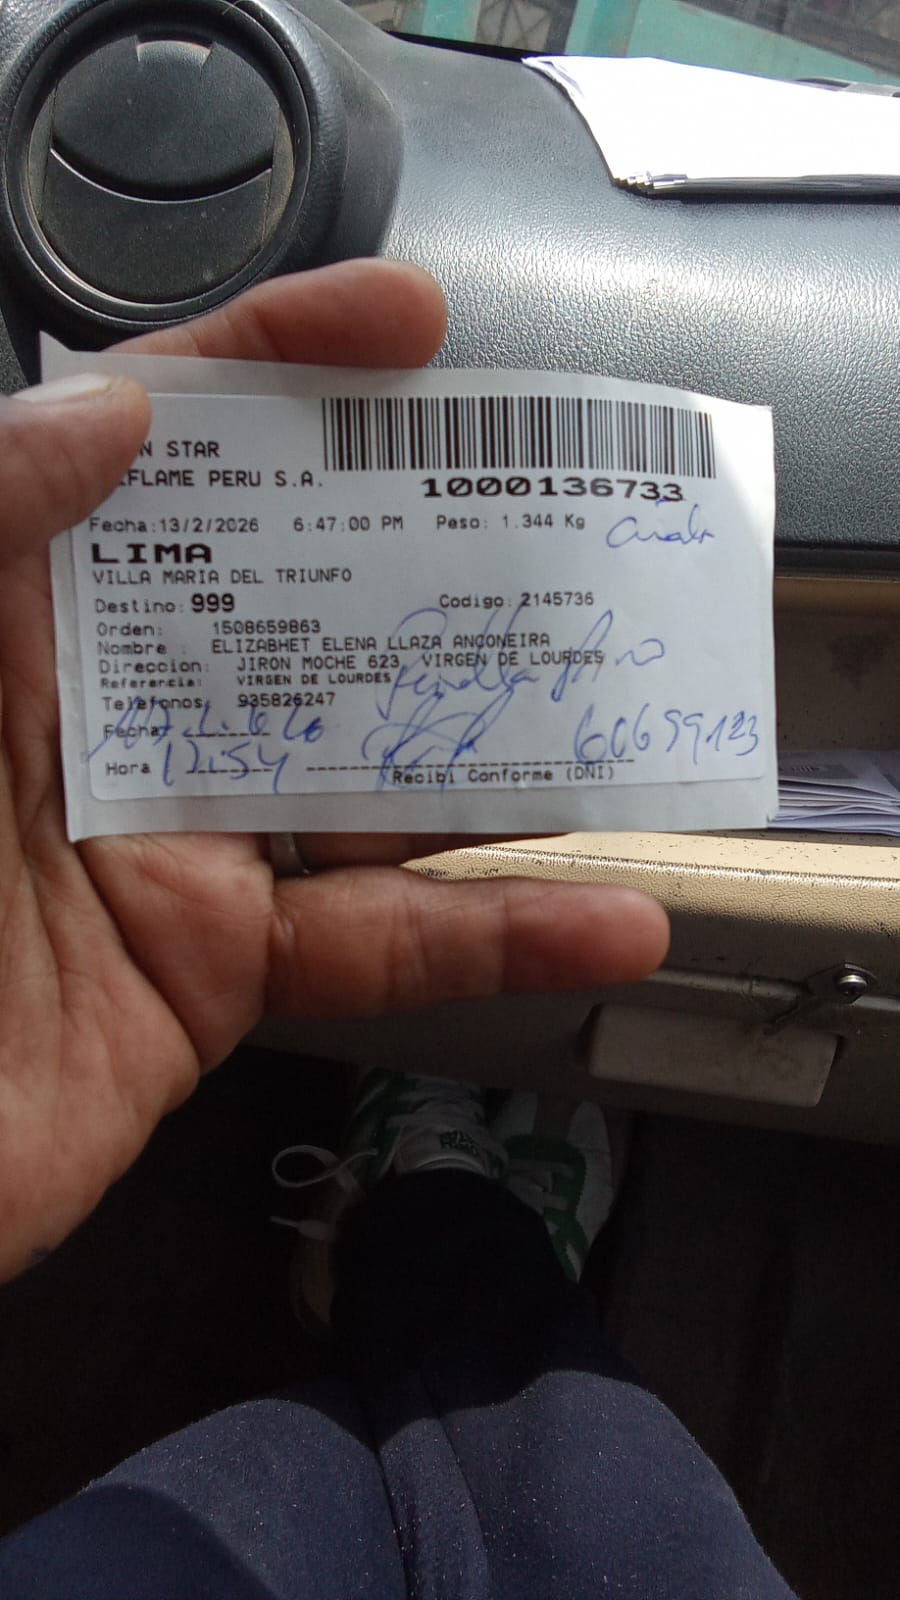 N STAR
FLAME PERU S.A.
1000136733
Fecha:13/2/2026 6:47:00 PM Peso: 1.344 Kg
LIMA
VILLA MARIA DEL TRIUNFO
Destino: 999 Codigo: 2145736
Orden: 1508659863
Nombre : ELIZABHET ELENA LLAZA ANCONEIRA
Direccion: JIRON MOCHE 623, VIRGEN DE LOURDES
Referencia: VIRGEN DE LOURDES
Telefonos: 935826247
Fecha
Hora 12:54 60699123
Recibi Conforme (DNI)